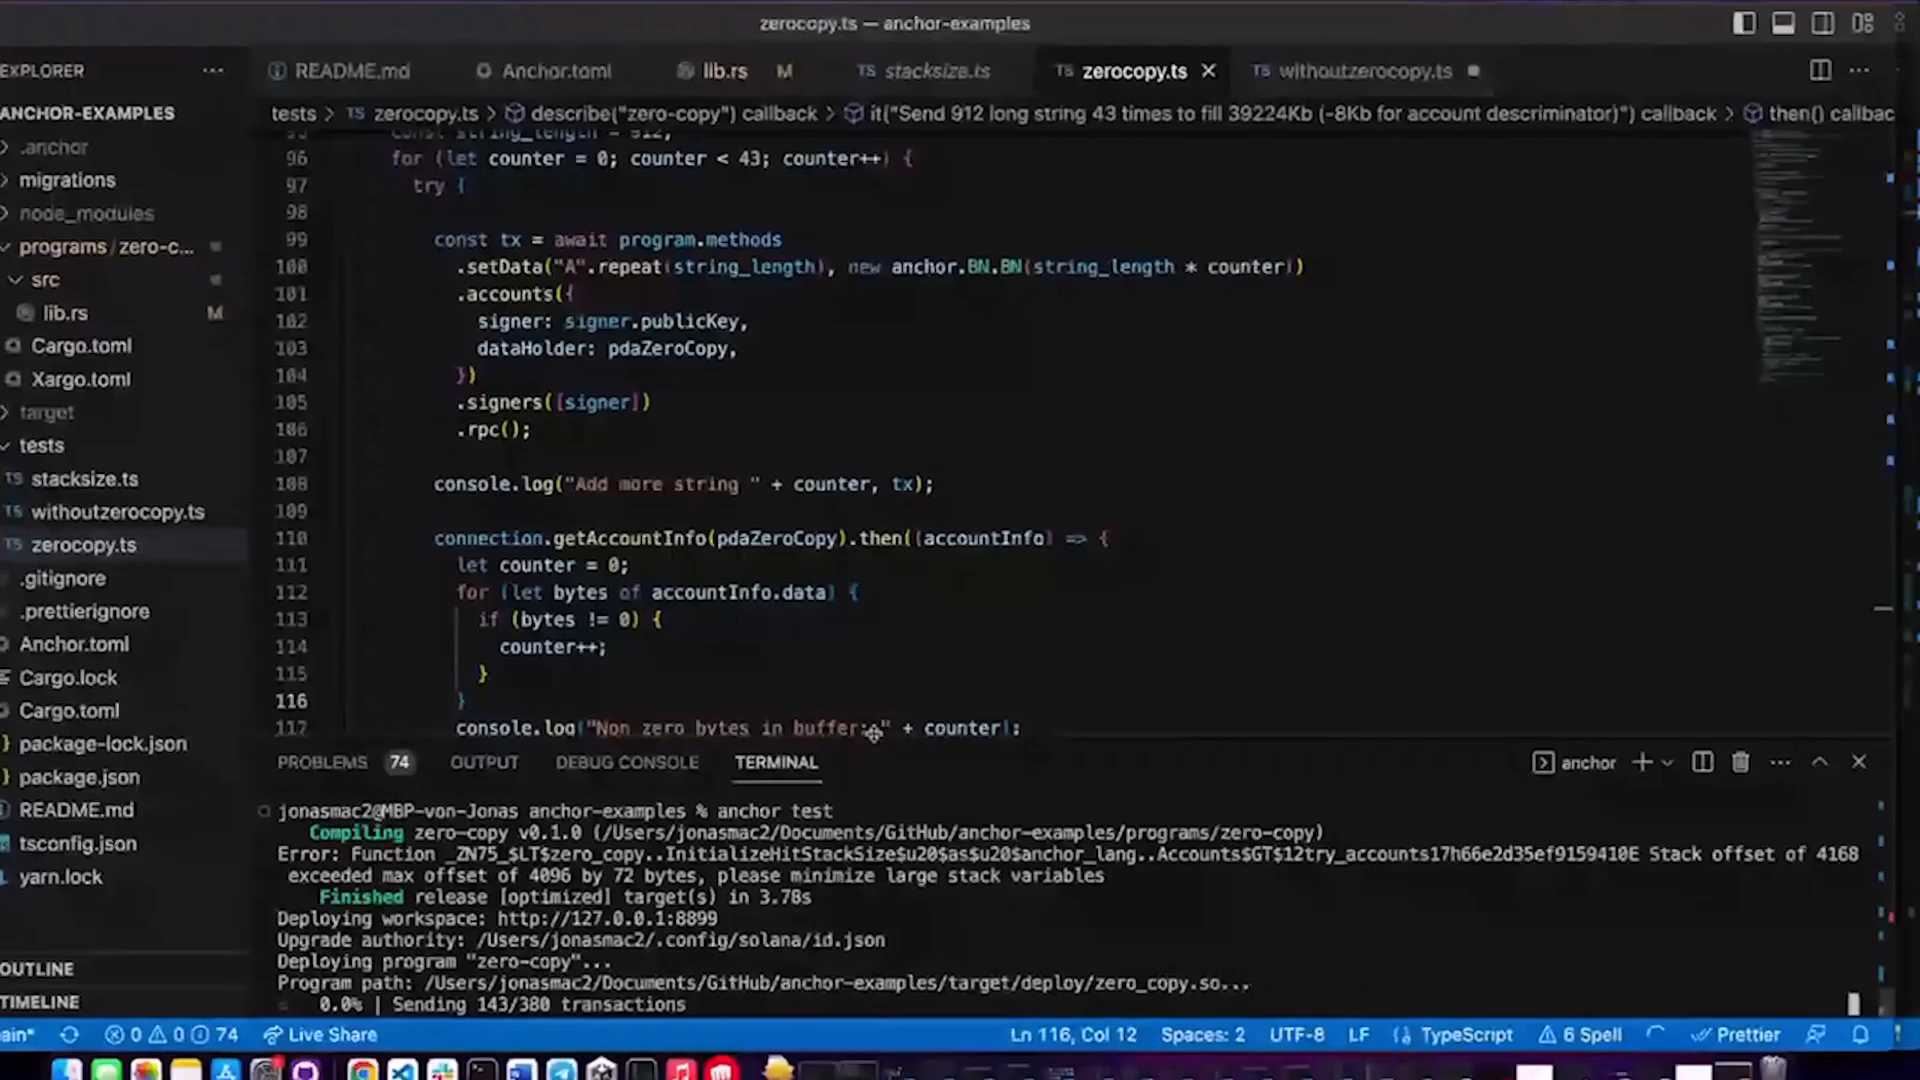 zerocopy.ts — anchor-examples
EXPLORER
README.md
Anchor.toml
lib.rs M
TS stacksize.ts
TS zerocopy.ts
TS withoutzerocopy.ts
ANCHOR-EXAMPLES
tests > TS zerocopy.ts > describe("zero-copy") callback > it("Send 912 long string 43 times to fill 39224Kb (-8Kb for account descriminator)") callback > then() callbac
.anchor
migrations
node_modules
programs / zero-c...
src
lib.rs M
Cargo.toml
Xargo.toml
target
tests
TS stacksize.ts
TS withoutzerocopy.ts
TS zerocopy.ts
.gitignore
.prettierignore
Anchor.toml
Cargo.lock
Cargo.toml
package-lock.json
package.json
README.md
tsconfig.json
yarn.lock
OUTLINE
TIMELINE
const string_length = 912;
96 for (let counter = 0; counter < 43; counter++) {
97 try {
98
99 const tx = await program.methods
100 .setData("A".repeat(string_length), new anchor.BN.BN(string_length * counter))
101 .accounts({
102 signer: signer.publicKey,
103 dataHolder: pdaZeroCopy,
104 })
105 .signers([signer])
106 .rpc();
107
108 console.log("Add more string " + counter, tx);
109
110 connection.getAccountInfo(pdaZeroCopy).then((accountInfo) => {
111 let counter = 0;
112 for (let bytes of accountInfo.data) {
113 if (bytes != 0) {
114 counter++;
115 }
116 }
117 console.log("Non zero bytes in buffer: " + counter);
PROBLEMS 74 OUTPUT DEBUG CONSOLE TERMINAL
anchor
jonasmac2@MBP-von-Jonas anchor-examples % anchor test
Compiling zero-copy v0.1.0 (/Users/jonasmac2/Documents/GitHub/anchor-examples/programs/zero-copy)
Error: Function _ZN75_$LT$zero_copy..InitializeHitStackSize$u20$as$u20$anchor_lang..Accounts$GT$12try_accounts17h66e2d35ef9159410E Stack offset of 4168
exceeded max offset of 4096 by 72 bytes, please minimize large stack variables
Finished release [optimized] target(s) in 3.78s
Deploying workspace: http://127.0.0.1:8899
Upgrade authority: /Users/jonasmac2/.config/solana/id.json
Deploying program "zero-copy"...
Program path: /Users/jonasmac2/Documents/GitHub/anchor-examples/target/deploy/zero_copy.so...
0.0% | Sending 143/380 transactions
ain* 0 0 74 Live Share
Ln 116, Col 12 Spaces: 2 UTF-8 LF TypeScript 6 Spell Prettier